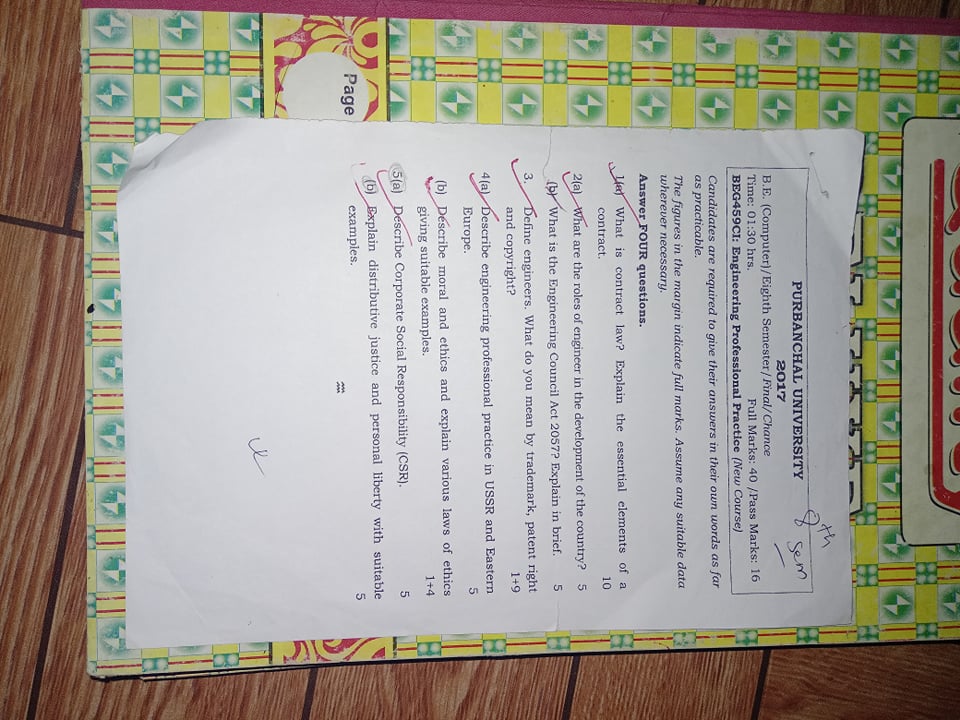 Quality
8th
sem
PURBANCHAL UNIVERSITY
2017
B.E. (Computer)/Eighth Semester/Final/Chance
Time: 01:30 hrs. Full Marks: 40 /Pass Marks: 16
BEG459CI: Engineering Professional Practice (New Course)
Candidates are required to give their answers in their own words as far
as practicable.
The figures in the margin indicate full marks. Assume any suitable data
wherever necessary.
Answer FOUR questions.
1(a) What is contract law? Explain the essential elements of a
contract. 10
2(a) What are the roles of engineer in the development of the country? 5
(b) What is the Engineering Council Act 2057? Explain in brief. 5
3. Define engineers. What do you mean by trademark, patent right
and copyright? 1+9
4(a) Describe engineering professional practice in USSR and Eastern
Europe. 5
(b) Describe moral and ethics and explain various laws of ethics
giving suitable examples. 1+4
5(a) Describe Corporate Social Responsibility (CSR). 5
(b) Explain distributive justice and personal liberty with suitable
examples. 5
Page